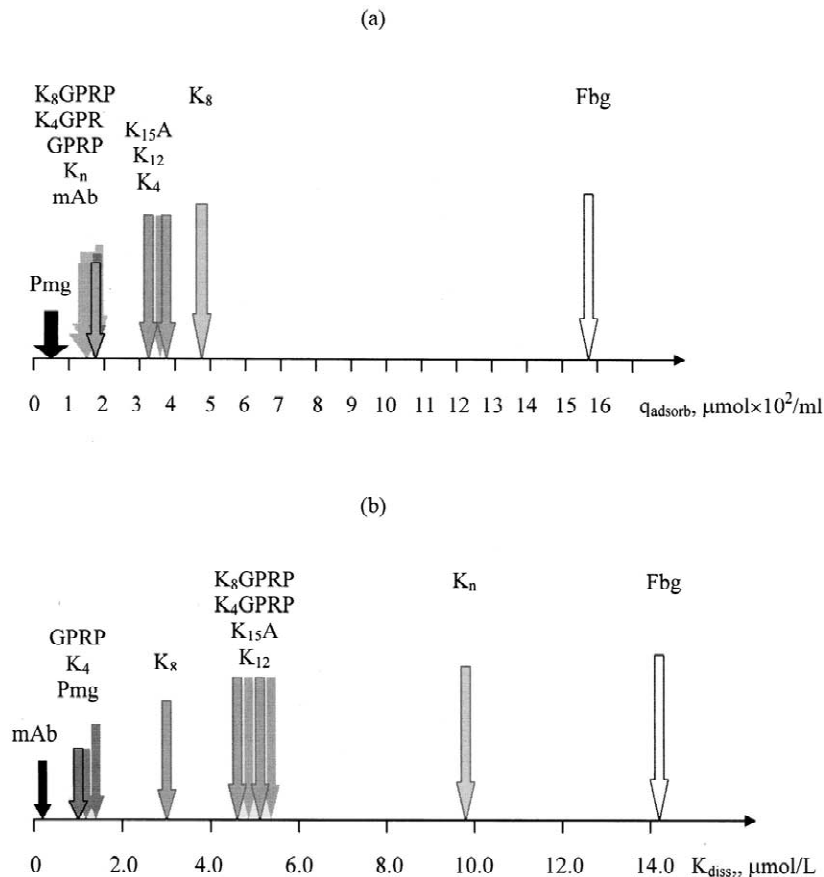 (a)
K₈GPRP
K₄GPR
GPRP
Kₙ
mAb
K₈
Fbg
K₁₅A
K₁₂
K₄
Pmg
0 1 2 3 4 5 6 7 8 9 10 11 12 13 14 15 16 qadsorb, μmol×10²/ml
(b)
K₈GPRP
K₄GPRP
K₁₅A
K₁₂
Kₙ
Fbg
GPRP
K₄
Pmg
K₈
mAb
0 2.0 4.0 6.0 8.0 10.0 12.0 14.0 Kdiss,, μmol/L